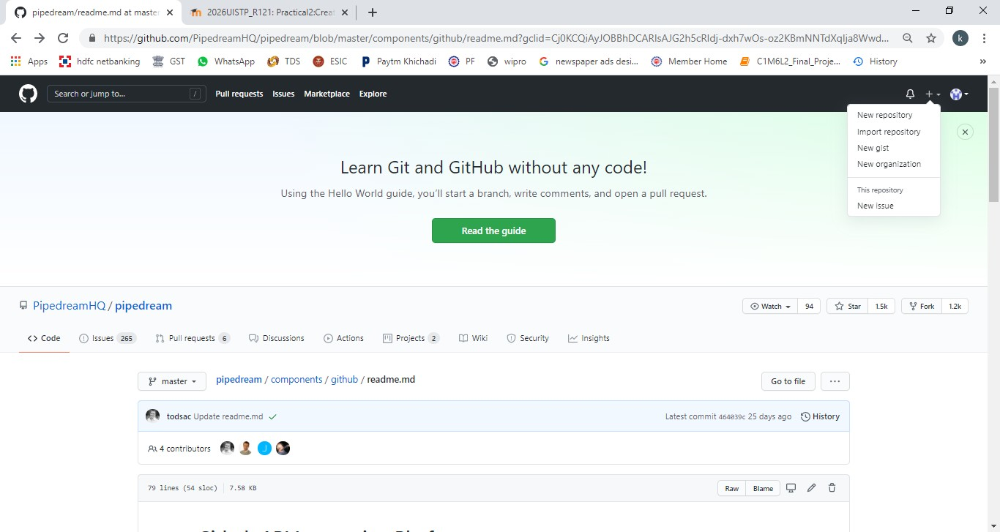 pipedream/readme.md at master
2026UISTP_R121: Practical2:Crea
https://github.com/PipedreamHQ/pipedream/blob/master/components/github/readme.md?gclid=Cj0KCQiAyJOBBhDCARIsAJG2h5cRIdj-dxh7wOs-oz2KBmNNTdXqIja8Wwd...
k
Apps hdfc netbanking GST WhatsApp TDS ESIC Paytm Khichadi PF wipro newspaper ads desi... Member Home C1M6L2_Final_Proje... History »
Search or jump to... / Pull requests Issues Marketplace Explore
New repository
Import repository
New gist
New organization
This repository
New issue
Learn Git and GitHub without any code!
Using the Hello World guide, you’ll start a branch, write comments, and open a pull request.
Read the guide
PipedreamHQ / pipedream
Watch 94 Star 1.5k Fork 1.2k
Code Issues 265 Pull requests 6 Discussions Actions Projects 2 Wiki Security Insights
master pipedream / components / github / readme.md Go to file ...
todsac Update readme.md Latest commit 464039c 25 days ago History
4 contributors J
79 lines (54 sloc) 7.58 KB Raw Blame